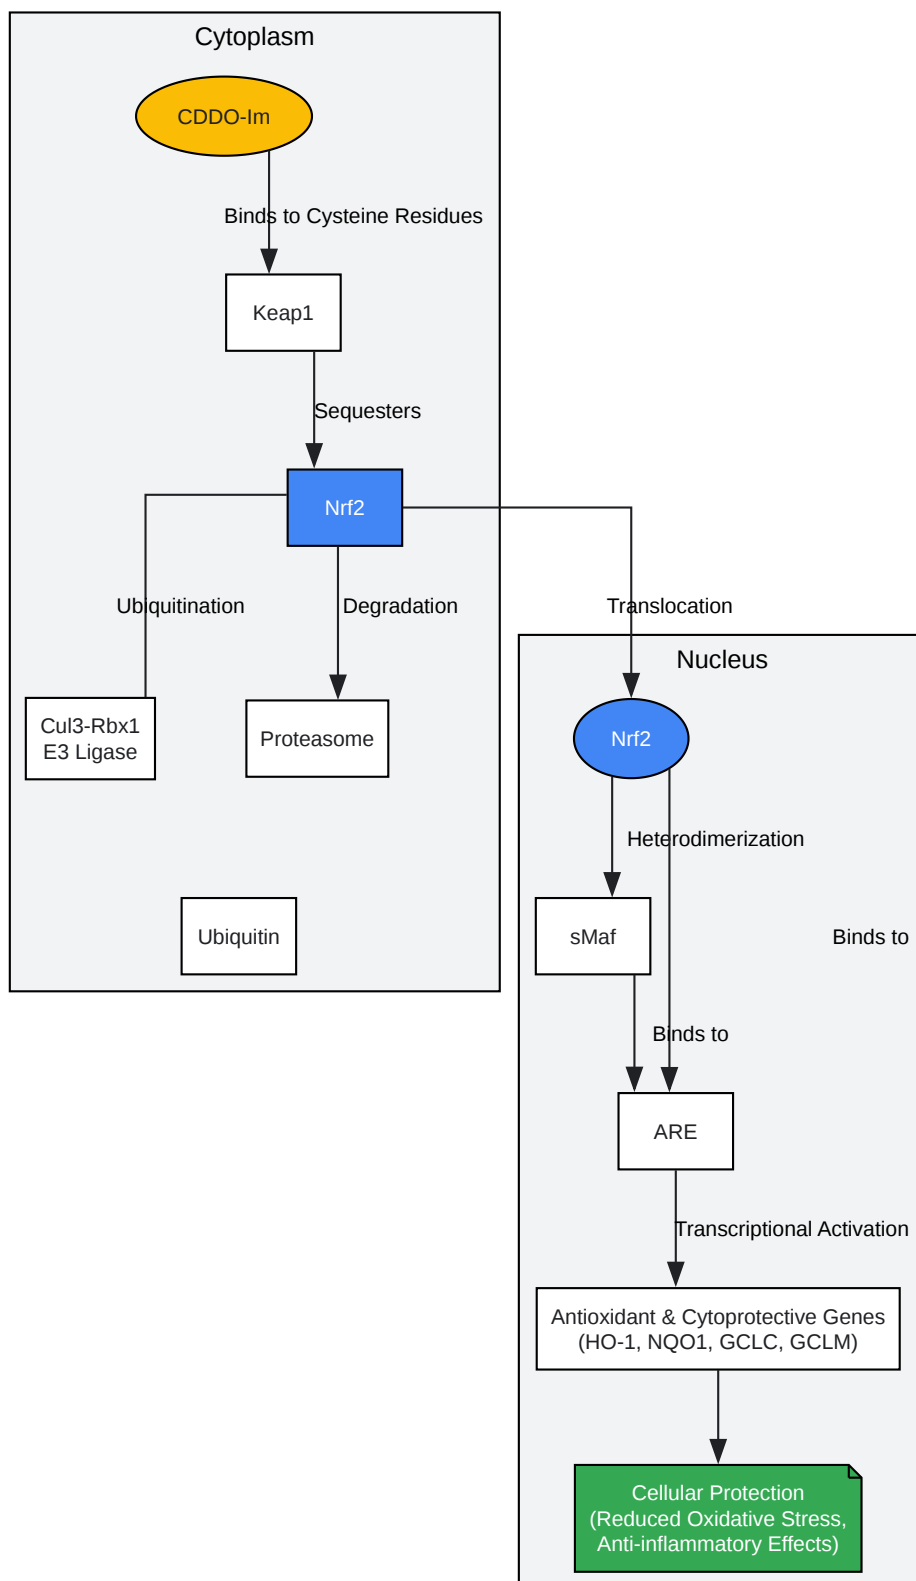 Cytoplasm
CDDO-Im
Binds to Cysteine Residues
Keap1
Sequesters
Nrf2
Ubiquitination
Degradation
Translocation
Nucleus
Cul3-Rbx1
E3 Ligase
Proteasome
Nrf2
Heterodimerization
Ubiquitin
sMaf
Binds to
Binds to
ARE
Transcriptional Activation
Antioxidant & Cytoprotective Genes
(HO-1, NQO1, GCLC, GCLM)
Cellular Protection
(Reduced Oxidative Stress,
Anti-inflammatory Effects)